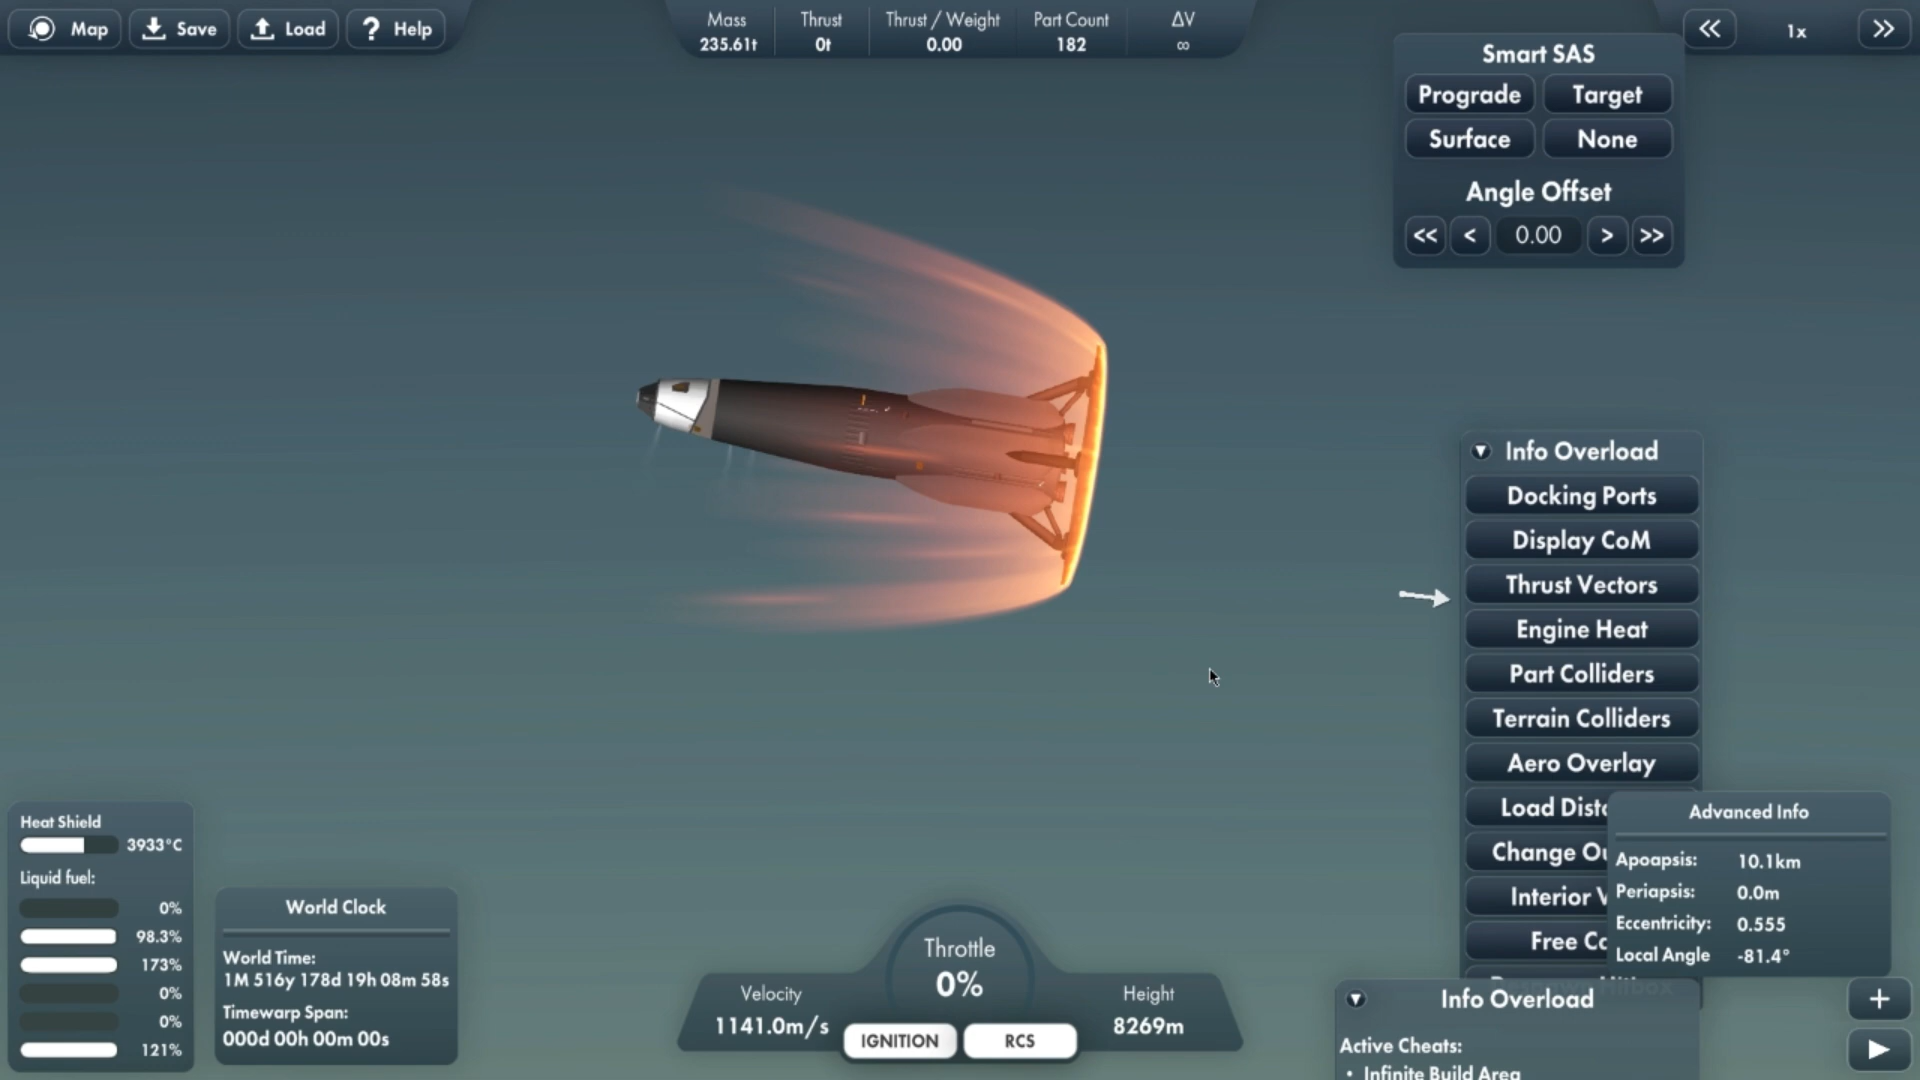 Map
Save
Load
? Help
Mass
235.61t
Thrust
0t
Thrust / Weight
0.00
Part Count
182
ΔV
∞
<<
1x
>>
Smart SAS
Prograde
Target
Surface
None
Angle Offset
<<
<
0.00
>
>>
Info Overload
Docking Ports
Display CoM
Thrust Vectors
Engine Heat
Part Colliders
Terrain Colliders
Aero Overlay
Load Dist
Change Ou
Interior V
Free Ca
Advanced Info
Apoapsis: 10.1km
Periapsis: 0.0m
Eccentricity: 0.555
Local Angle -81.4°
Heat Shield
3933°C
Liquid fuel:
0%
98.3%
173%
0%
0%
121%
World Clock
World Time:
1M 516y 178d 19h 08m 58s
Timewarp Span:
000d 00h 00m 00s
Throttle
0%
Velocity
1141.0m/s
Height
8269m
IGNITION
RCS
Info Overload
Active Cheats:
• Infinite Build Area
+